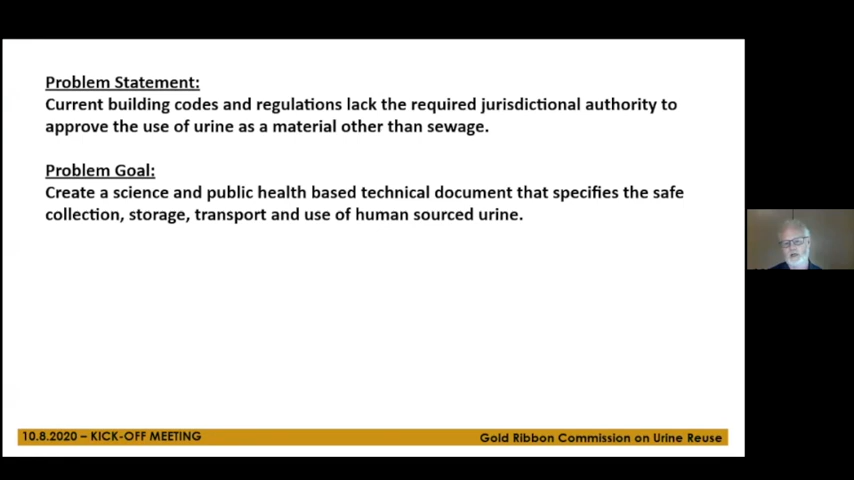 Problem Statement:
Current building codes and regulations lack the required jurisdictional authority to
approve the use of urine as a material other than sewage.
Problem Goal:
Create a science and public health based technical document that specifies the safe
collection, storage, transport and use of human sourced urine.
10.8.2020 – KICK-OFF MEETING
Gold Ribbon Commission on Urine Reuse